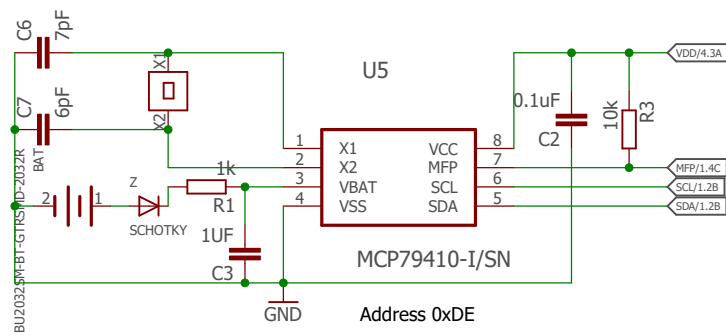 C6
7pF
X1
X2
C7
6pF
BAT
BU2032SM-BT-GTRSMD-2032R
2
1
Z
SCHOTKY
1k
R1
1UF
C3
GND
U5
1
2
3
4
X1
X2
VBAT
VSS
VCC
MFP
SCL
SDA
8
7
6
5
MCP79410-I/SN
Address 0xDE
0.1uF
C2
10k
R3
VDD/4.3A
MFP/1.4C
SCL/1.2B
SDA/1.2B